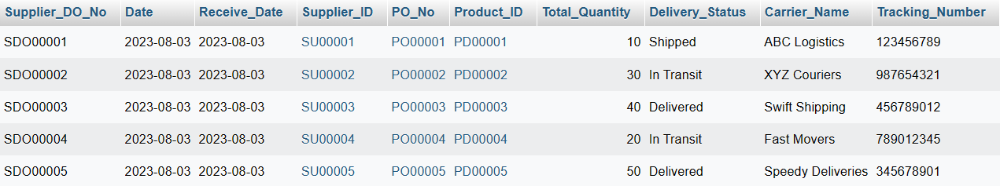 Supplier_DO_No Date Receive_Date Supplier_ID PO_No Product_ID Total_Quantity Delivery_Status Carrier_Name Tracking_Number
SDO00001 2023-08-03 2023-08-03 SU00001 PO00001 PD00001 10 Shipped ABC Logistics 123456789
SDO00002 2023-08-03 2023-08-03 SU00002 PO00002 PD00002 30 In Transit XYZ Couriers 987654321
SDO00003 2023-08-03 2023-08-03 SU00003 PO00003 PD00003 40 Delivered Swift Shipping 456789012
SDO00004 2023-08-03 2023-08-03 SU00004 PO00004 PD00004 20 In Transit Fast Movers 789012345
SDO00005 2023-08-03 2023-08-03 SU00005 PO00005 PD00005 50 Delivered Speedy Deliveries 345678901